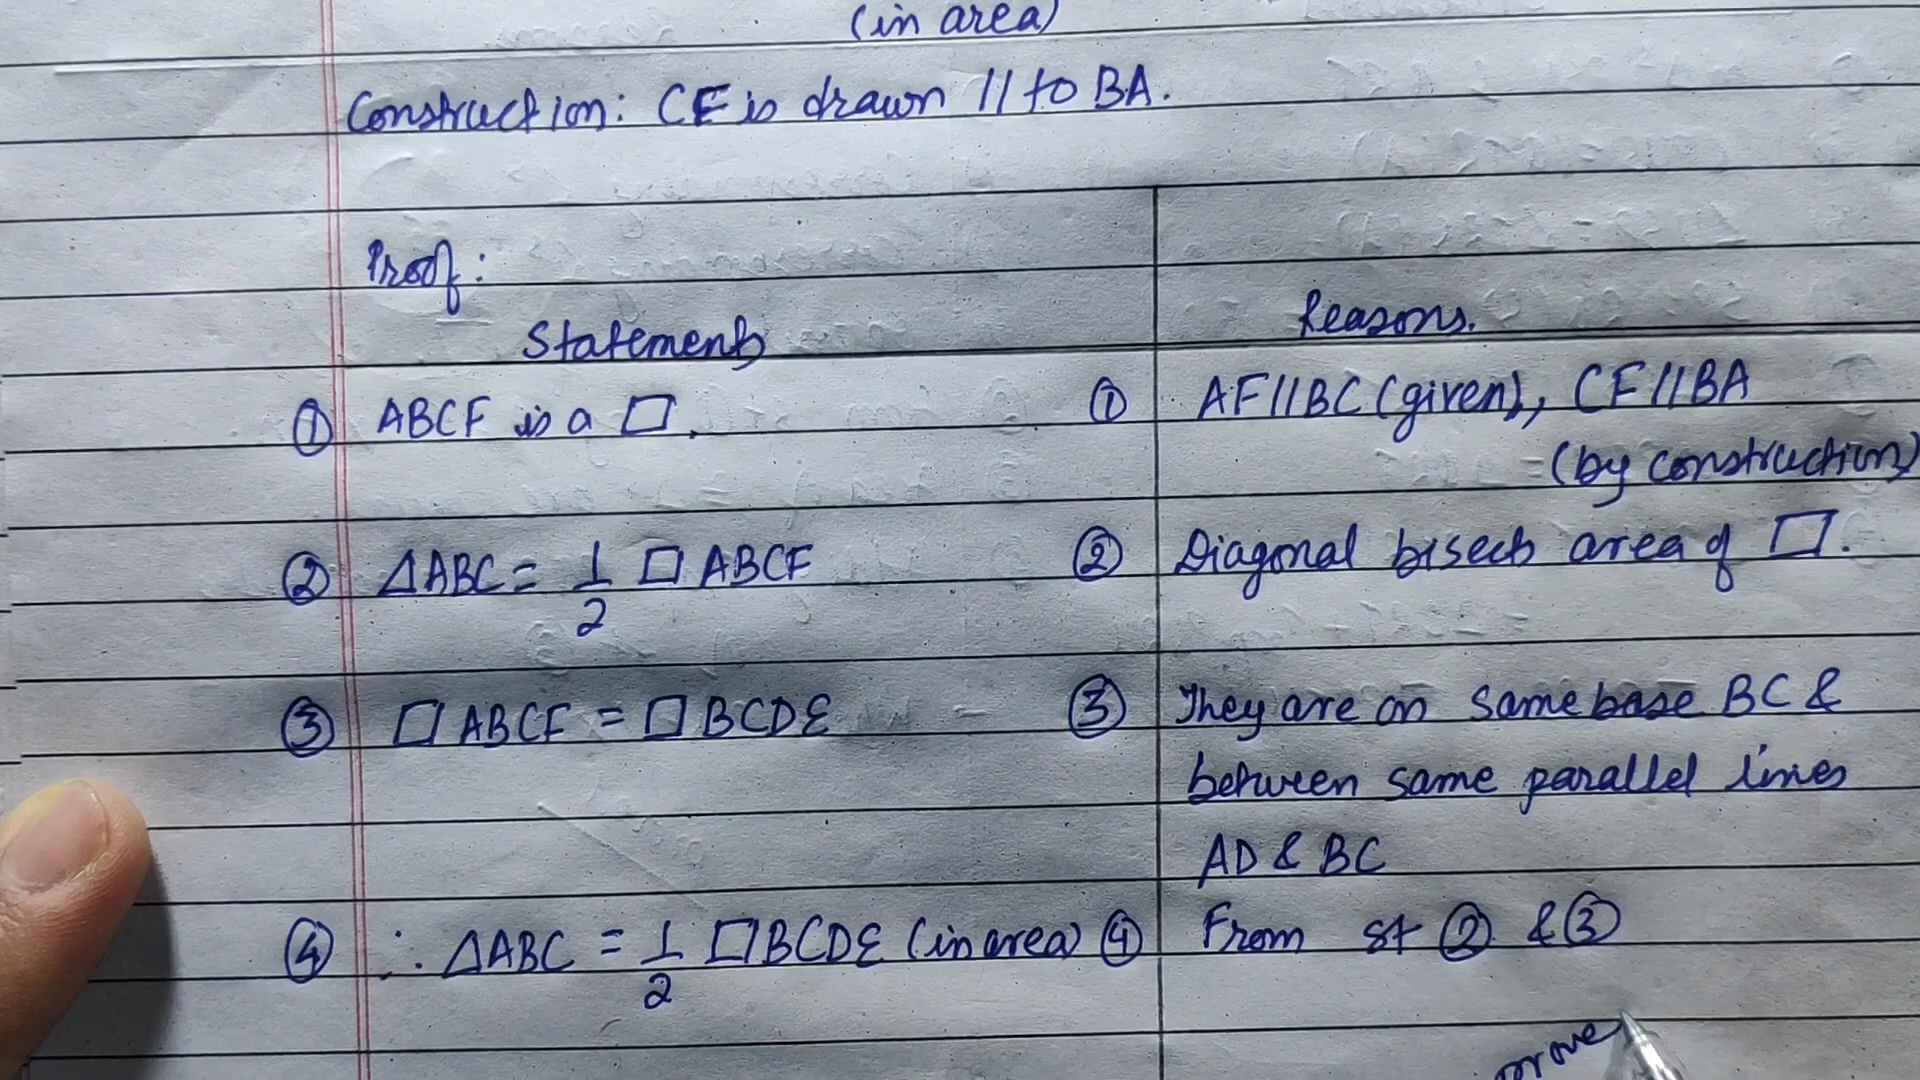 (in area)
Construction: CF is drawn // to BA.
Proof:
Statements
Reasons.
① ABCF is a ▱.
① AF//BC (given), CF//BA
(by construction)
② △ABC = 1/2 ▱ ABCF
② Diagonal bisects area of ▱.
③ ▱ ABCF = ▱ BCDE
③ They are on same base BC &
between same parallel lines
AD & BC
④ ∴ △ABC = 1/2 ▱BCDE (in area)
④ From st ② & ③